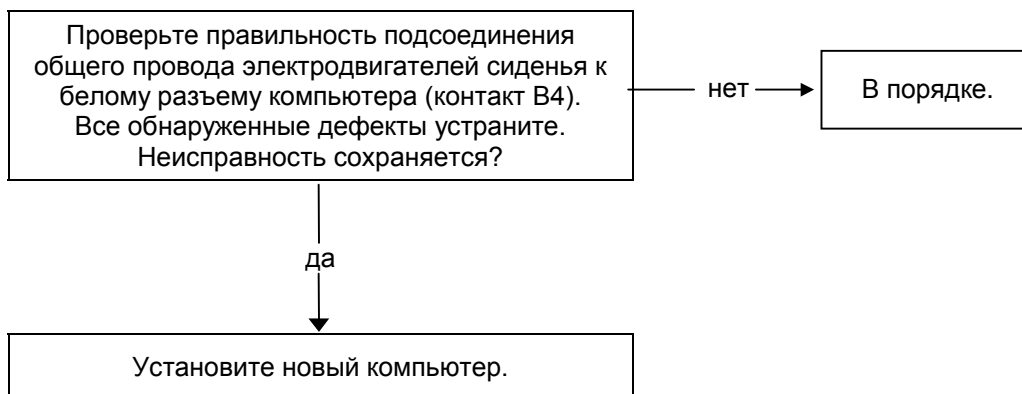 Проверьте правильность подсоединения
общего провода электродвигателей сиденья к
белому разъему компьютера (контакт В4).
Все обнаруженные дефекты устраните.
Неисправность сохраняется?
нет
В порядке.
да
Установите новый компьютер.